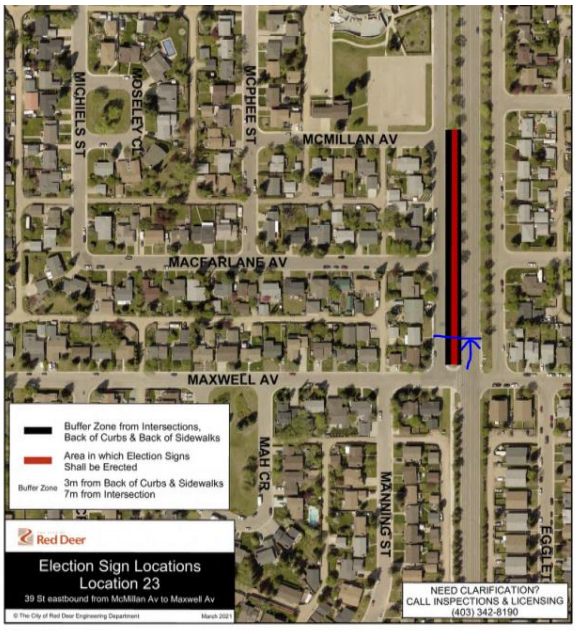 MCMILLAN AV
MICHIELS ST
MOSELEY CL
MCPHEE ST
MACFARLANE AV
MAXWELL AV
MAH CR
MANNING ST
Buffer Zone from Intersections,
Back of Curbs & Back of Sidewalks
Area in which Election Signs
Shall be Erected
Buffer Zone 3m from Back of Curbs & Sidewalks
7m from Intersection
Red Deer
Election Sign Locations
Location 23
39 St eastbound from McMillan Av to Maxwell Av
© The City of Red Deer Engineering Department March 2021
NEED CLARIFICATION?
CALL INSPECTIONS & LICENSING
(403) 342-8190